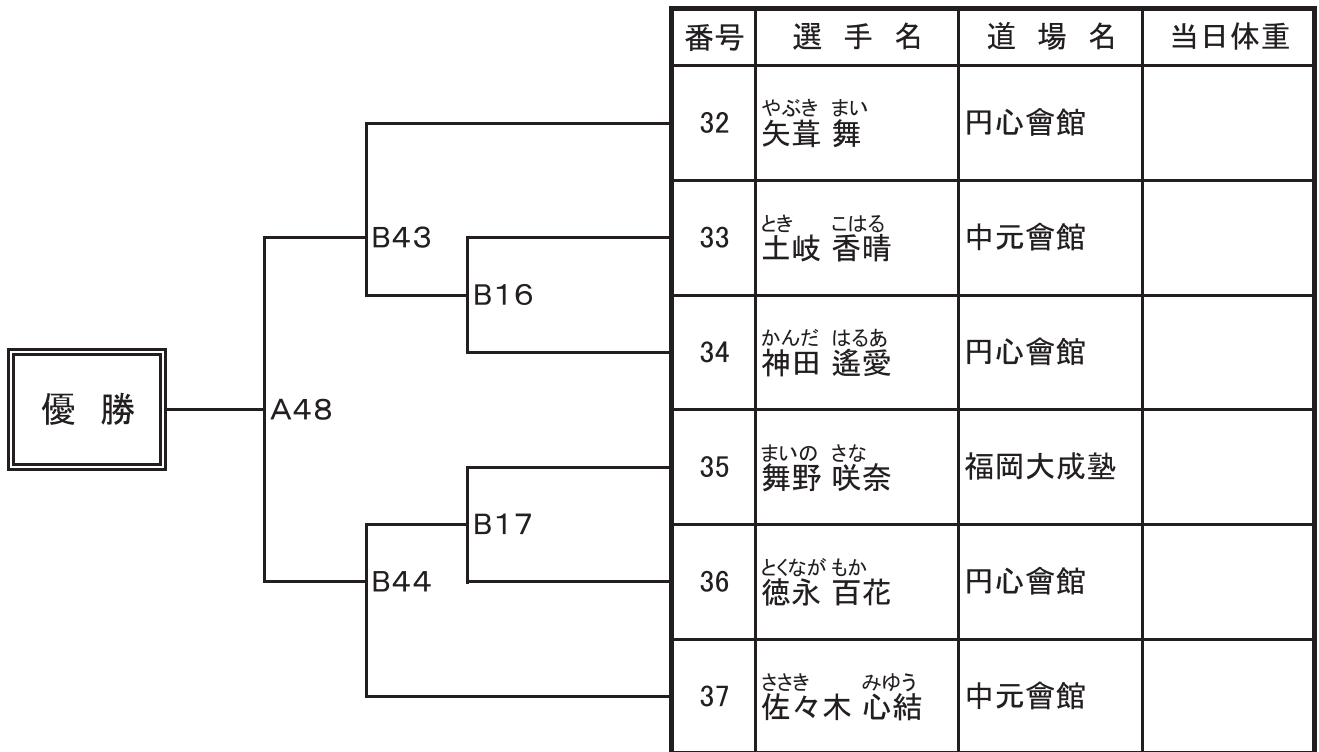 番号 選手名 道場名 当日体重
32 やぶき まい 矢葺 舞 円心會館
33 とき こはる 土岐 香晴 中元會館
34 かんだ はるあ 神田 遙愛 円心會館
35 まいの さな 舞野 咲奈 福岡大成塾
36 とくなが もか 徳永 百花 円心會館
37 ささき みゆう 佐々木 心結 中元會館
B43
B16
優勝
A48
B17
B44